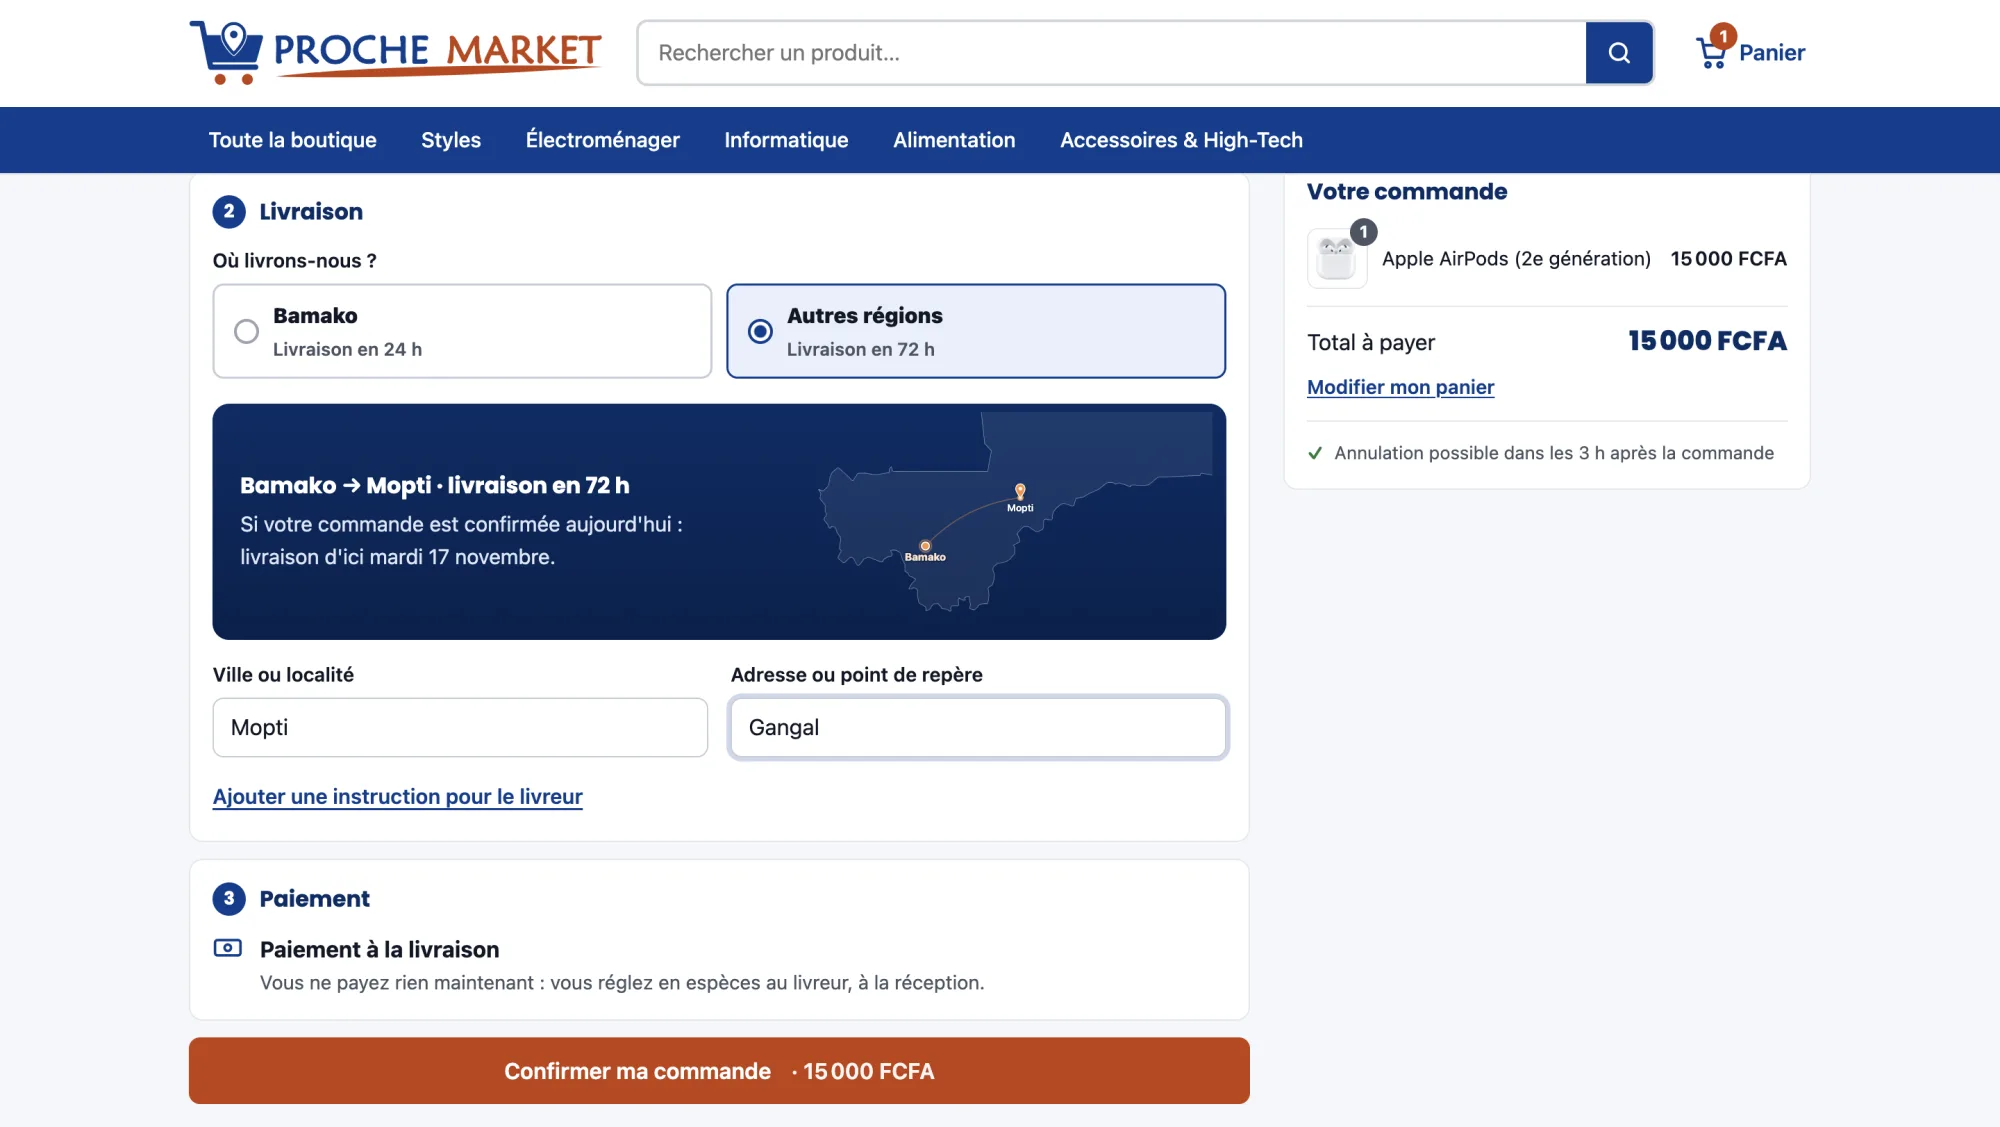 PROCHE MARKET
Rechercher un produit...
1
Panier
Toute la boutique
Styles
Électroménager
Informatique
Alimentation
Accessoires & High-Tech
2 Livraison
Où livrons-nous ?
Bamako
Livraison en 24 h
Autres régions
Livraison en 72 h
Bamako → Mopti · livraison en 72 h
Si votre commande est confirmée aujourd'hui :
livraison d'ici mardi 17 novembre.
Mopti
Bamako
Ville ou localité
Mopti
Adresse ou point de repère
Gangal
Ajouter une instruction pour le livreur
3 Paiement
Paiement à la livraison
Vous ne payez rien maintenant : vous réglez en espèces au livreur, à la réception.
Confirmer ma commande · 15 000 FCFA
Votre commande
1
Apple AirPods (2e génération) 15 000 FCFA
Total à payer 15 000 FCFA
Modifier mon panier
✓ Annulation possible dans les 3 h après la commande